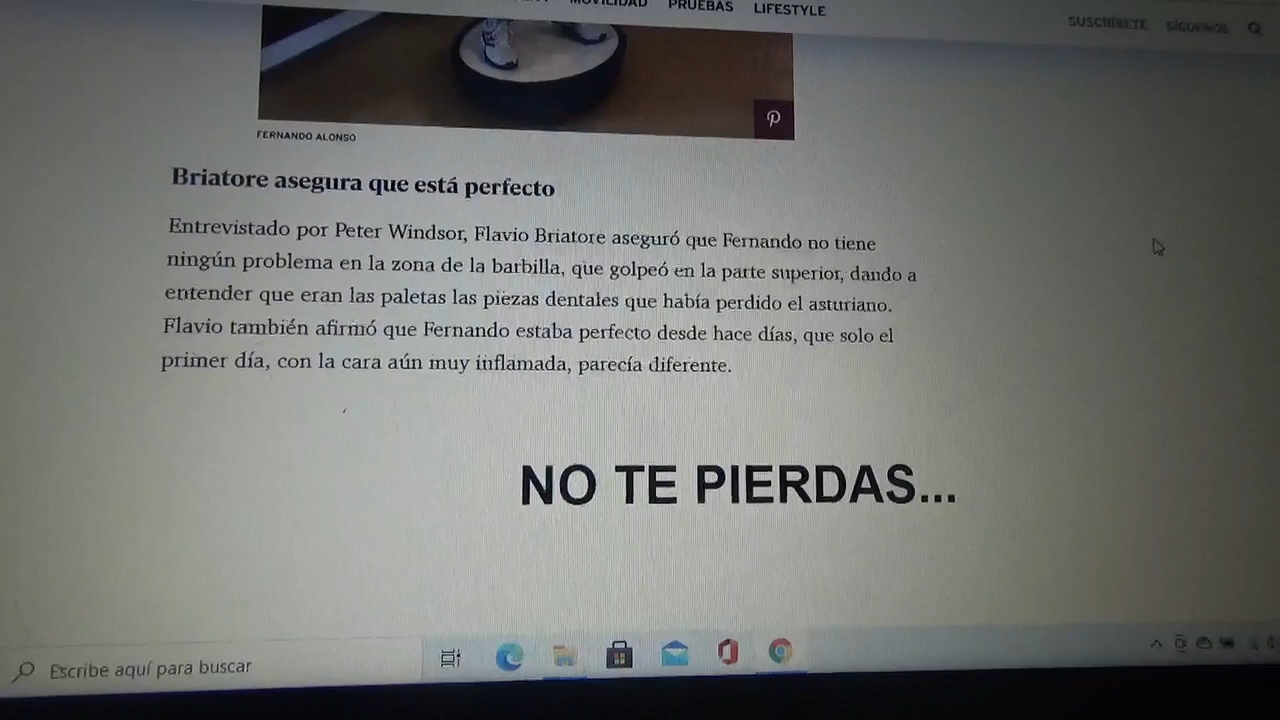 MOVILIDAD PRUEBAS LIFESTYLE
SUSCRÍBETE SÍGUENOS
FERNANDO ALONSO
Briatore asegura que está perfecto
Entrevistado por Peter Windsor, Flavio Briatore aseguró que Fernando no tiene
ningún problema en la zona de la barbilla, que golpeó en la parte superior, dando a
entender que eran las paletas las piezas dentales que había perdido el asturiano.
Flavio también afirmó que Fernando estaba perfecto desde hace días, que solo el
primer día, con la cara aún muy inflamada, parecía diferente.
NO TE PIERDAS...
Escribe aquí para buscar